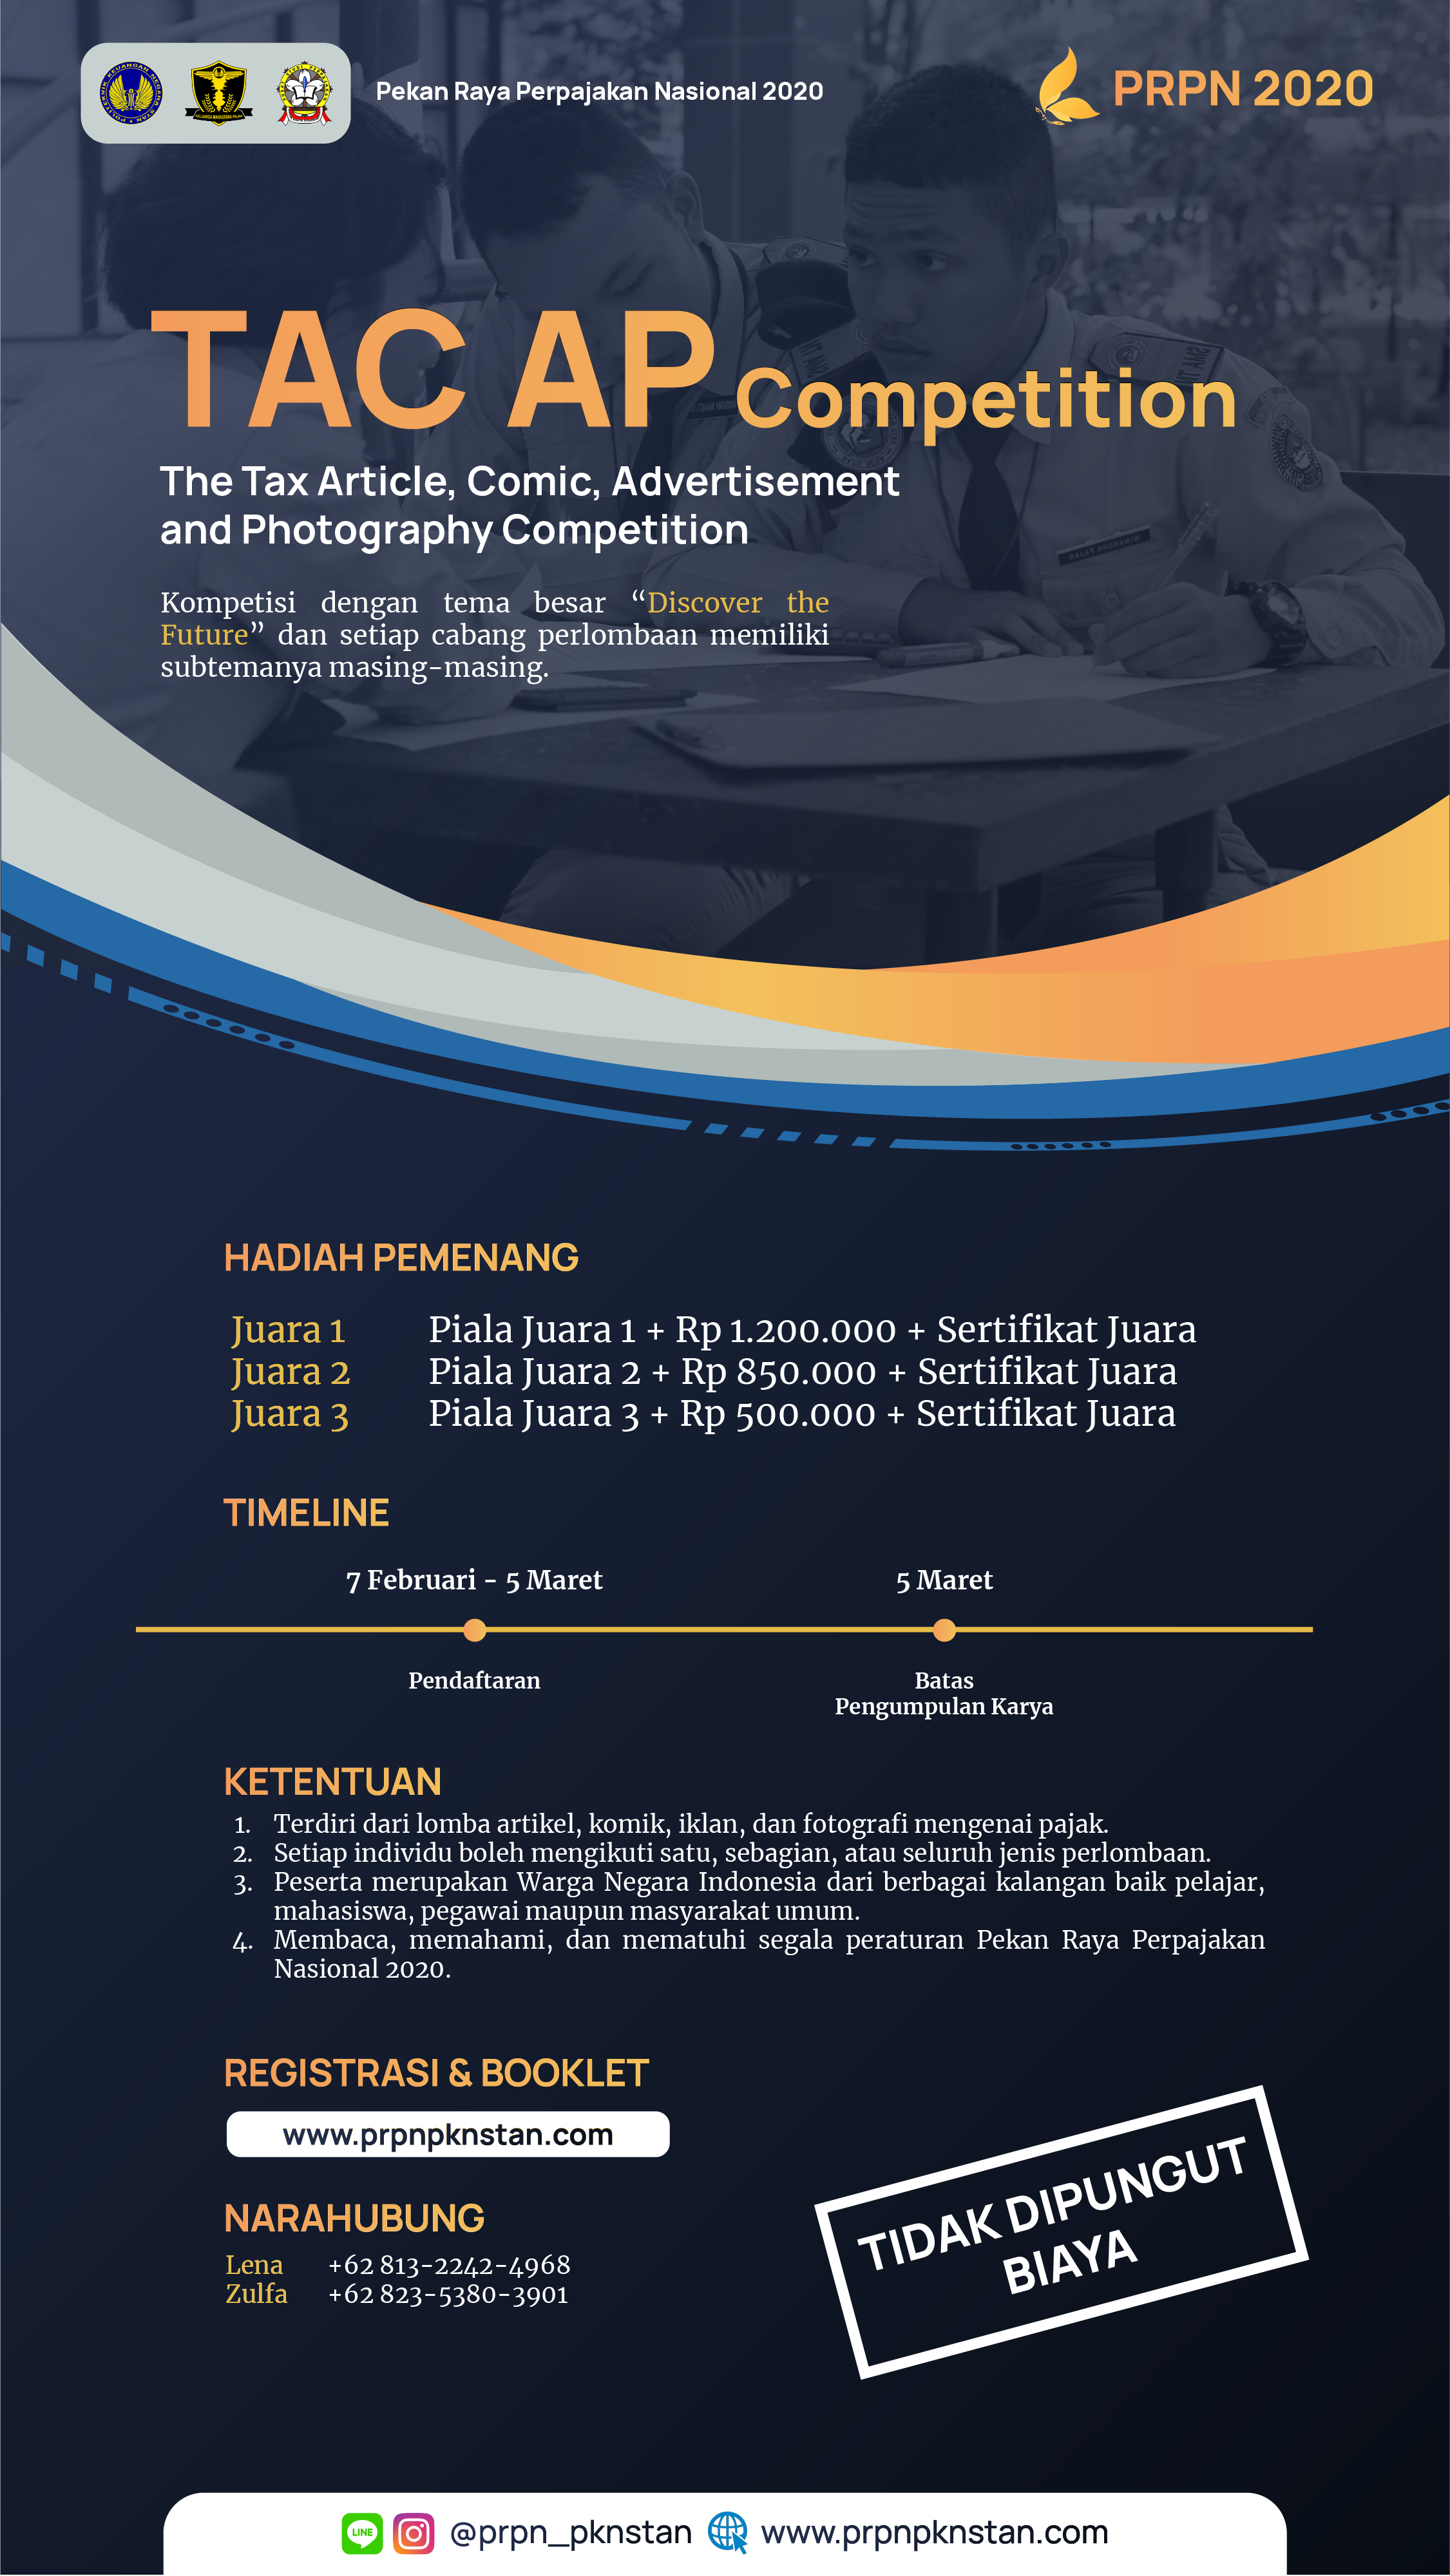 POLITEKNIK KEUANGAN NEGARA STAN
KELUARGA MAHASISWA PAJAK
Pekan Raya Perpajakan Nasional 2020
PRPN 2020
TAC AP Competition
The Tax Article, Comic, Advertisement
and Photography Competition
Kompetisi dengan tema besar “Discover the
Future” dan setiap cabang perlombaan memiliki
subtemanya masing-masing.
HADIAH PEMENANG
Juara 1 Piala Juara 1 + Rp 1.200.000 + Sertifikat Juara
Juara 2 Piala Juara 2 + Rp 850.000 + Sertifikat Juara
Juara 3 Piala Juara 3 + Rp 500.000 + Sertifikat Juara
TIMELINE
7 Februari - 5 Maret
5 Maret
Pendaftaran
Batas
Pengumpulan Karya
KETENTUAN
1. Terdiri dari lomba artikel, komik, iklan, dan fotografi mengenai pajak.
2. Setiap individu boleh mengikuti satu, sebagian, atau seluruh jenis perlombaan.
3. Peserta merupakan Warga Negara Indonesia dari berbagai kalangan baik pelajar,
mahasiswa, pegawai maupun masyarakat umum.
4. Membaca, memahami, dan mematuhi segala peraturan Pekan Raya Perpajakan
Nasional 2020.
REGISTRASI & BOOKLET
www.prpnpknstan.com
NARAHUBUNG
Lena +62 813-2242-4968
Zulfa +62 823-5380-3901
TIDAK DIPUNGUT
BIAYA
LINE @prpn_pknstan www.prpnpknstan.com